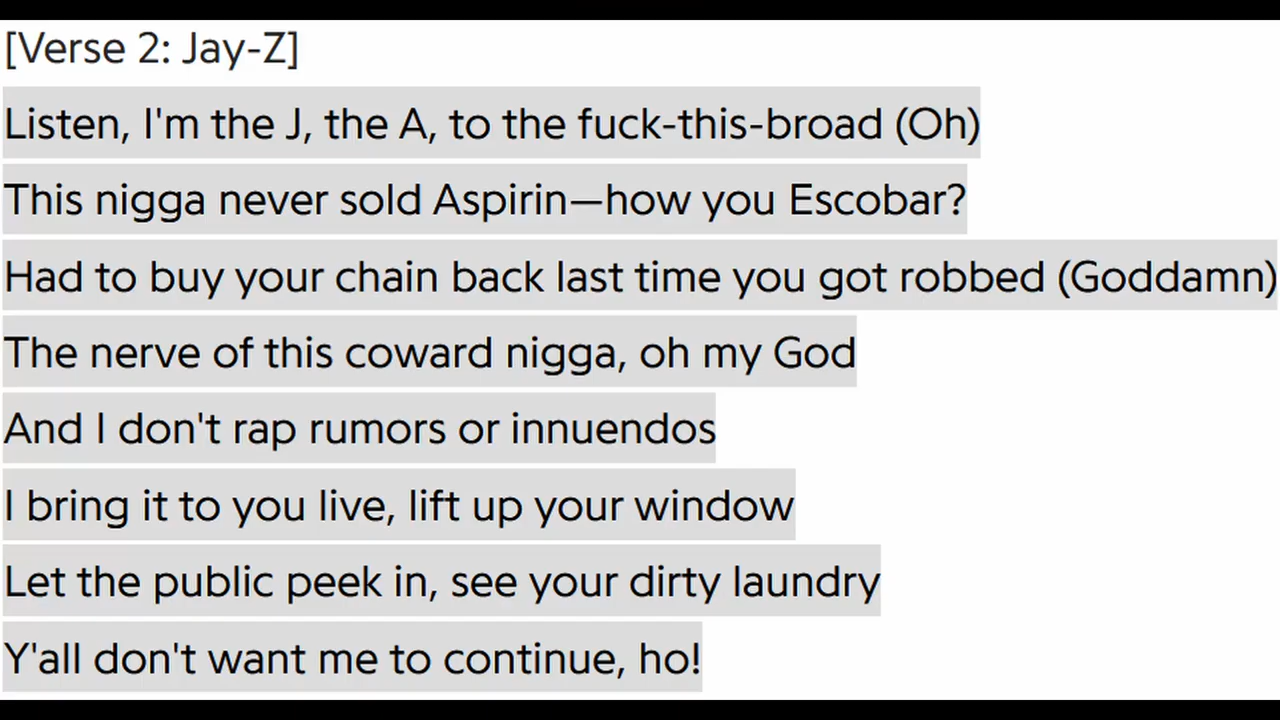 [Verse 2: Jay-Z]
Listen, I'm the J, the A, to the fuck-this-broad (Oh)
This nigga never sold Aspirin—how you Escobar?
Had to buy your chain back last time you got robbed (Goddamn)
The nerve of this coward nigga, oh my God
And I don't rap rumors or innuendos
I bring it to you live, lift up your window
Let the public peek in, see your dirty laundry
Y'all don't want me to continue, ho!